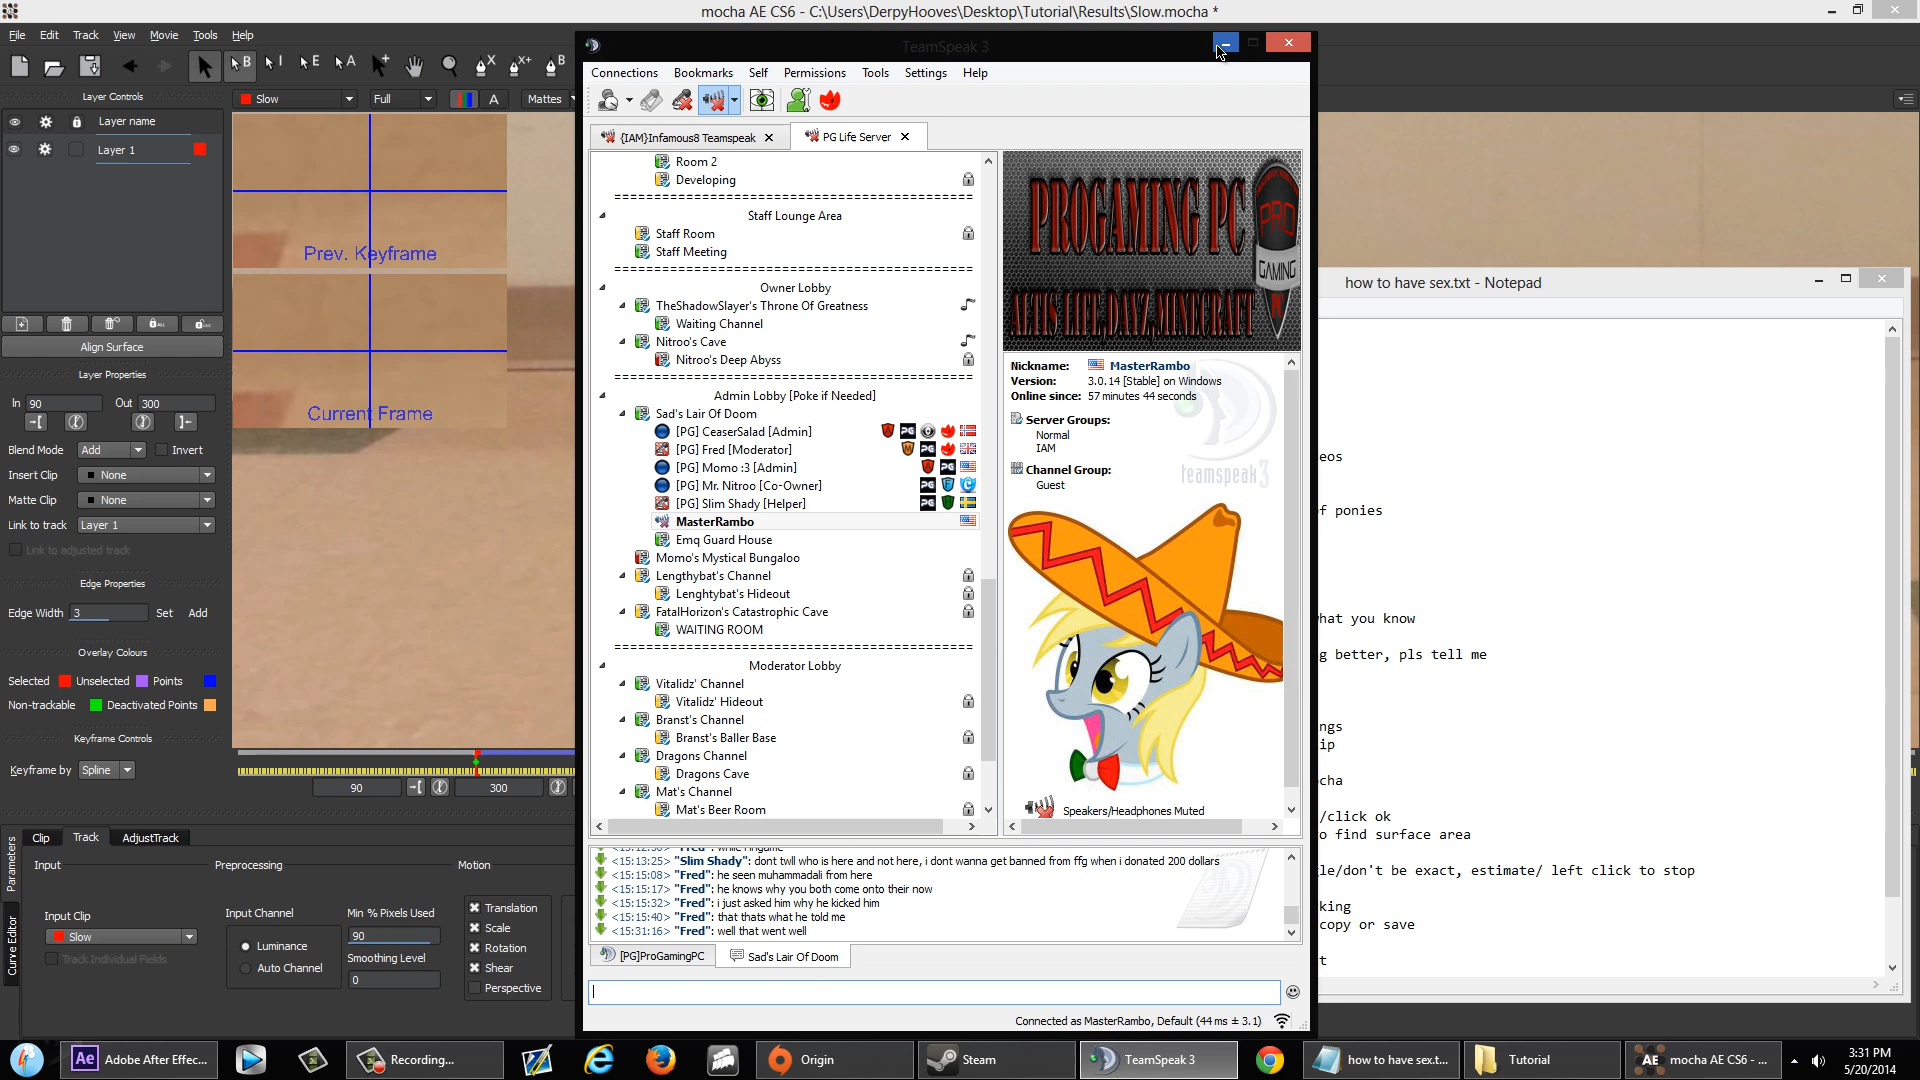 mocha AE CS6 - C:\Users\DerpyHooves\Desktop\Tutorial\Results\Slow.mocha *
File Edit Track View Movie Tools Help
Layer Controls
Slow
Full
A
Mattes
Layer name
Layer 1
Prev. Keyframe
Current Frame
Align Surface
Layer Properties
In 90 Out 300
Blend Mode Add Invert
Insert Clip None
Matte Clip None
Link to track Layer 1
Link to adjusted track
Edge Properties
Edge Width 3 Set Add
Overlay Colours
Selected Unselected Points
Non-trackable Deactivated Points
Keyframe Controls
Keyframe by Spline
90
300
Parameters
Curve Editor
Clip Track AdjustTrack
Input Preprocessing Motion
Input Clip
Slow
Track Individual Fields
Input Channel
Luminance
Auto Channel
Min % Pixels Used
90
Smoothing Level
0
Translation
Scale
Rotation
Shear
Perspective
TeamSpeak 3
Connections Bookmarks Self Permissions Tools Settings Help
{IAM}Infamous8 Teamspeak
PG Life Server
Room 2
Developing
Staff Lounge Area
Staff Room
Staff Meeting
Owner Lobby
TheShadowSlayer's Throne Of Greatness
Waiting Channel
Nitroo's Cave
Nitroo's Deep Abyss
Admin Lobby [Poke if Needed]
Sad's Lair Of Doom
[PG] CeaserSalad [Admin]
[PG] Fred [Moderator]
[PG] Momo :3 [Admin]
[PG] Mr. Nitroo [Co-Owner]
[PG] Slim Shady [Helper]
MasterRambo
Emq Guard House
Momo's Mystical Bungaloo
Lengthybat's Channel
Lenghtybat's Hideout
FatalHorizon's Catastrophic Cave
WAITING ROOM
Moderator Lobby
Vitalidz' Channel
Vitalidz' Hideout
Branst's Channel
Branst's Baller Base
Dragons Channel
Dragons Cave
Mat's Channel
Mat's Beer Room
PROGAMING PC
ALTIS LIFE,DAYZ,MINECRAFT
PRO
GAMING
PC
Nickname: MasterRambo
Version: 3.0.14 [Stable] on Windows
Online since: 57 minutes 44 seconds
Server Groups:
Normal
IAM
Channel Group:
Guest
teamspeak3
Speakers/Headphones Muted
<15:12:50> "Fred": while ringame
<15:13:25> "Slim Shady": dont twll who is here and not here, i dont wanna get banned from ffg when i donated 200 dollars
<15:15:08> "Fred": he seen muhammadali from here
<15:15:17> "Fred": he knows why you both come onto their now
<15:15:32> "Fred": i just asked him why he kicked him
<15:15:40> "Fred": that thats what he told me
<15:31:16> "Fred": well that went well
[PG]ProGamingPC
Sad's Lair Of Doom
Connected as MasterRambo, Default (44 ms ± 3.1)
how to have sex.txt - Notepad
eos
of ponies
hat you know
g better, pls tell me
ngs
ip
cha
/click ok
o find surface area
le/don't be exact, estimate/ left click to stop
king
copy or save
t
Ae Adobe After Effec...
Recording...
Origin
Steam
TeamSpeak 3
how to have sex.t...
Tutorial
AE mocha AE CS6 - ...
3:31 PM
5/20/2014